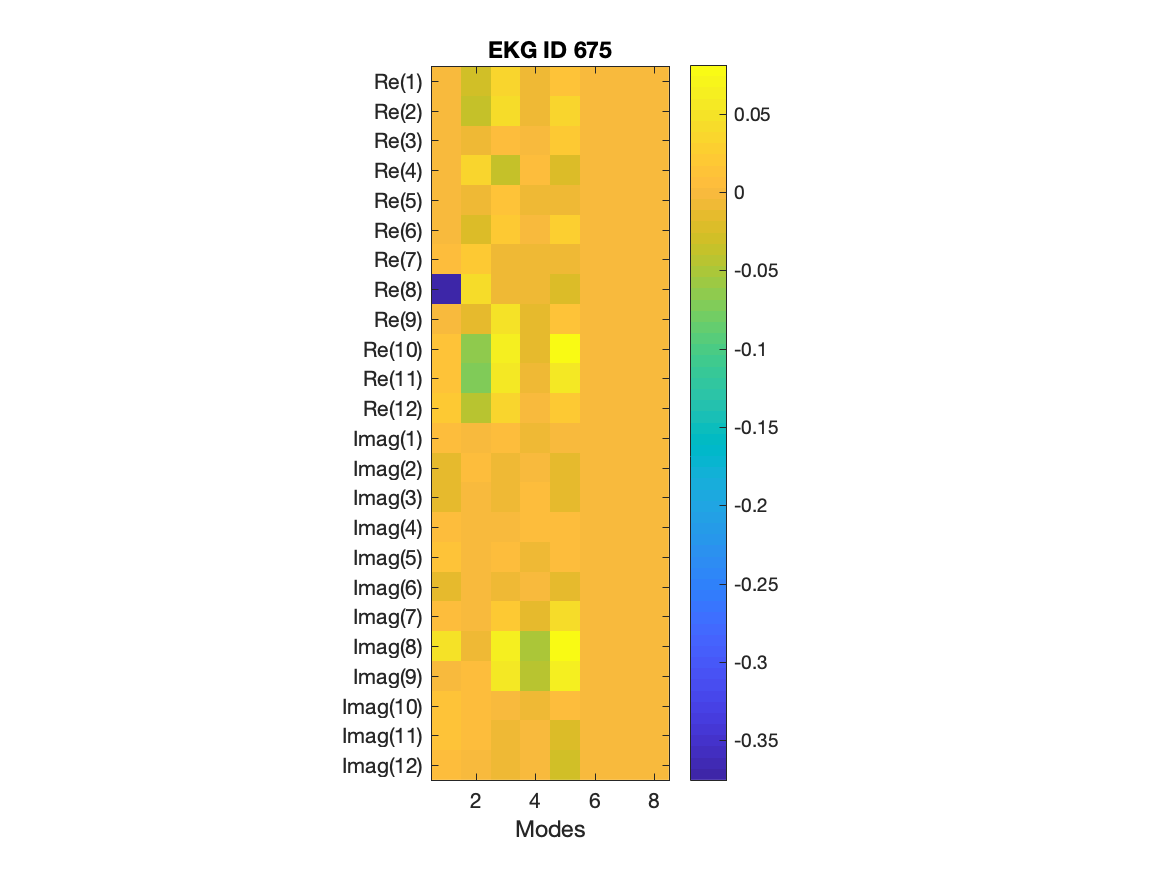 EKG ID 675
Re(1)
Re(2)
Re(3)
Re(4)
Re(5)
Re(6)
Re(7)
Re(8)
Re(9)
Re(10)
Re(11)
Re(12)
Imag(1)
Imag(2)
Imag(3)
Imag(4)
Imag(5)
Imag(6)
Imag(7)
Imag(8)
Imag(9)
Imag(10)
Imag(11)
Imag(12)
2 4 6 8
Modes
0.05
0
-0.05
-0.1
-0.15
-0.2
-0.25
-0.3
-0.35